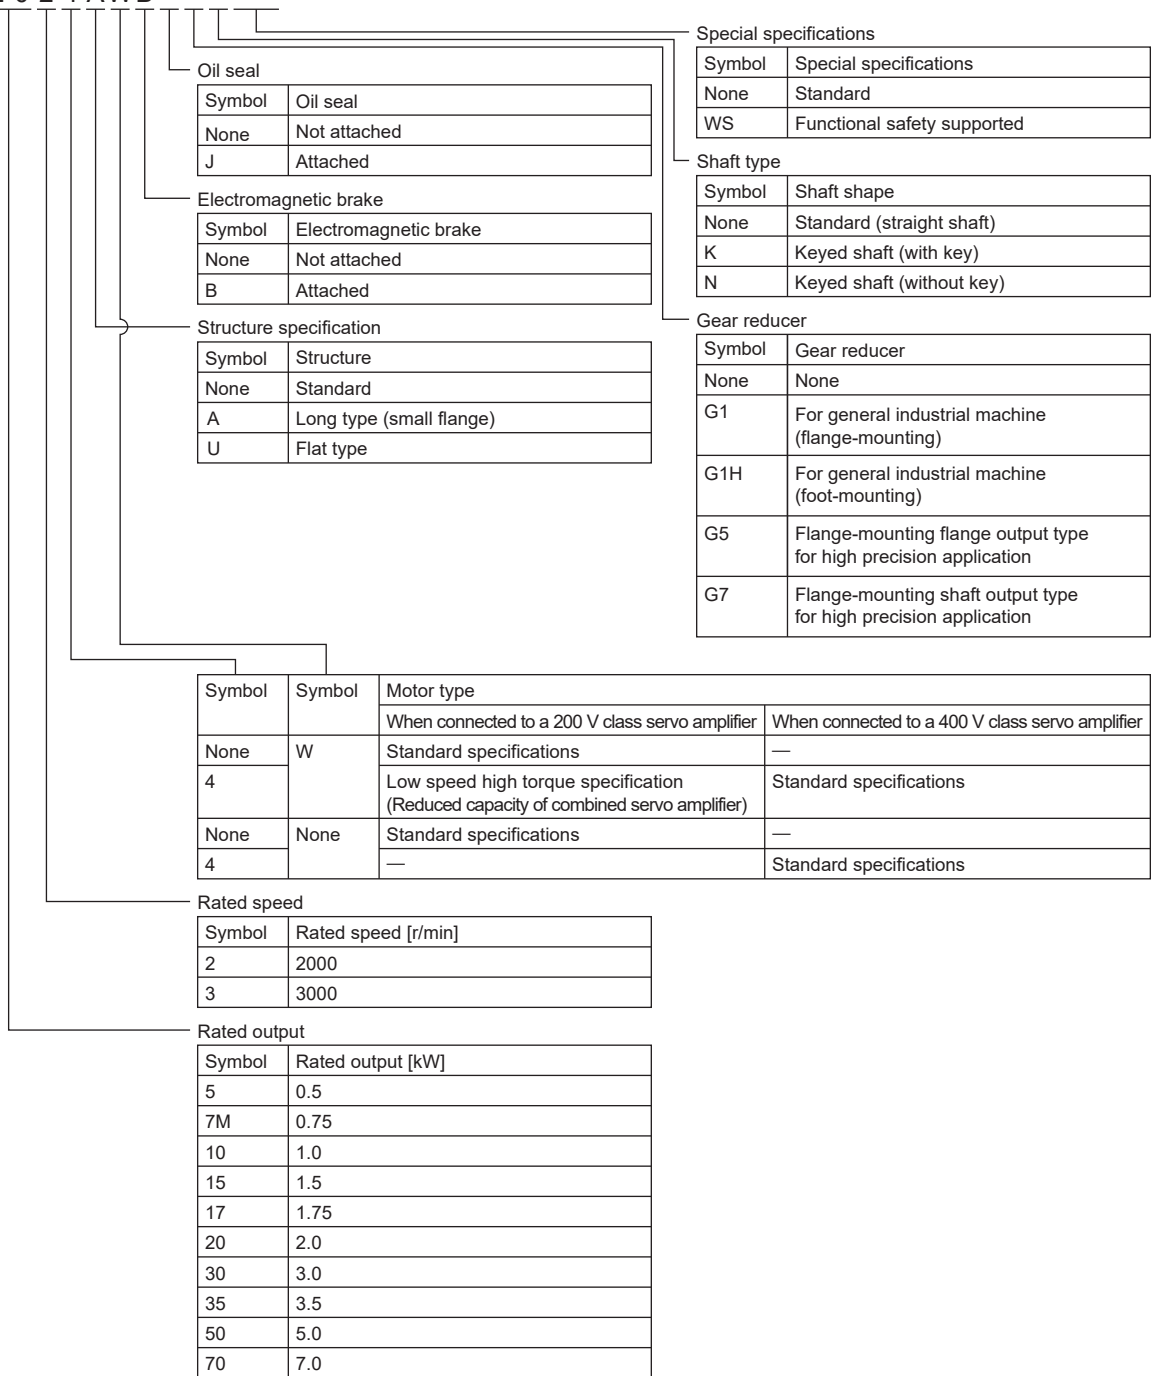 Special specifications
Symbol Special specifications
None Standard
WS Functional safety supported
Oil seal
Symbol Oil seal
None Not attached
J Attached
Shaft type
Symbol Shaft shape
None Standard (straight shaft)
K Keyed shaft (with key)
N Keyed shaft (without key)
Electromagnetic brake
Symbol Electromagnetic brake
None Not attached
B Attached
Gear reducer
Symbol Gear reducer
None None
G1 For general industrial machine
(flange-mounting)
G1H For general industrial machine
(foot-mounting)
G5 Flange-mounting flange output type
for high precision application
G7 Flange-mounting shaft output type
for high precision application
Structure specification
Symbol Structure
None Standard
A Long type (small flange)
U Flat type
Symbol Symbol Motor type
When connected to a 200 V class servo amplifier When connected to a 400 V class servo amplifier
None W Standard specifications —
4 Low speed high torque specification Standard specifications
(Reduced capacity of combined servo amplifier)
None None Standard specifications —
4 — Standard specifications
Rated speed
Symbol Rated speed [r/min]
2 2000
3 3000
Rated output
Symbol Rated output [kW]
5 0.5
7M 0.75
10 1.0
15 1.5
17 1.75
20 2.0
30 3.0
35 3.5
50 5.0
70 7.0